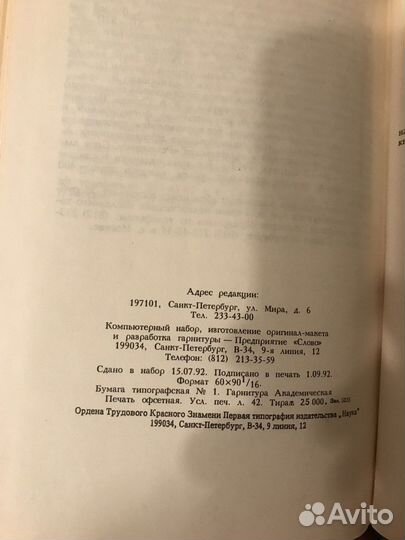 Адрес редакции:
197101, Санкт-Петербург, ул. Мира, д. 6
Тел. 233-43-00
Компьютерный набор, изготовление оригинал-макета
и разработка гарнитуры — Предприятие «Слово»
199034, Санкт-Петербург, В-34, 9-я линия, 12
Телефон: (812) 213-35-59
Сдано в набор 15.07.92. Подписано в печать 1.09.92.
Формат 60×90 1/16.
Бумага типографская № 1. Гарнитура Академическая
Печать офсетная. Усл. печ. л. 42. Тираж 25 000.
Ордена Трудового Красного Знамени Первая типография издательства „Наука"
199034, Санкт-Петербург, В-34, 9 линия, 12
Avito